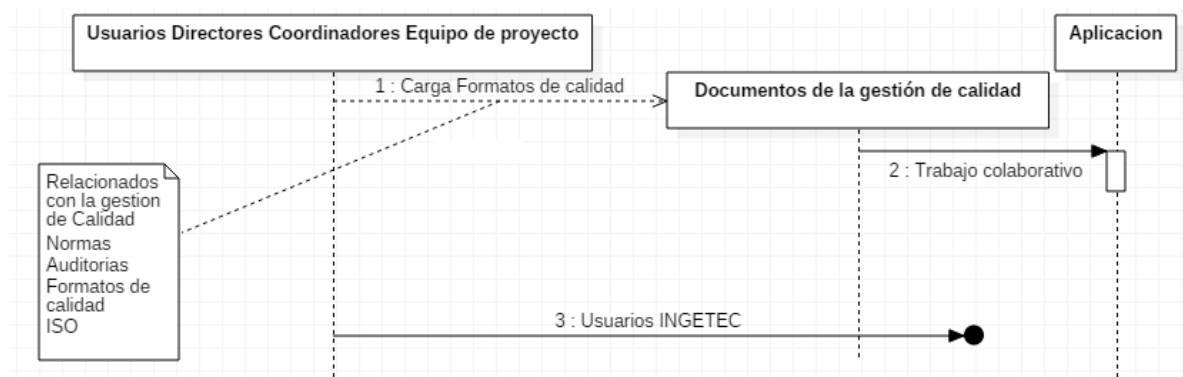 Usuarios Directores Coordinadores Equipo de proyecto
Aplicacion
1 : Carga Formatos de calidad
Documentos de la gestión de calidad
2 : Trabajo colaborativo
Relacionados
con la gestion
de Calidad
Normas
Auditorias
Formatos de
calidad
ISO
3 : Usuarios INGETEC